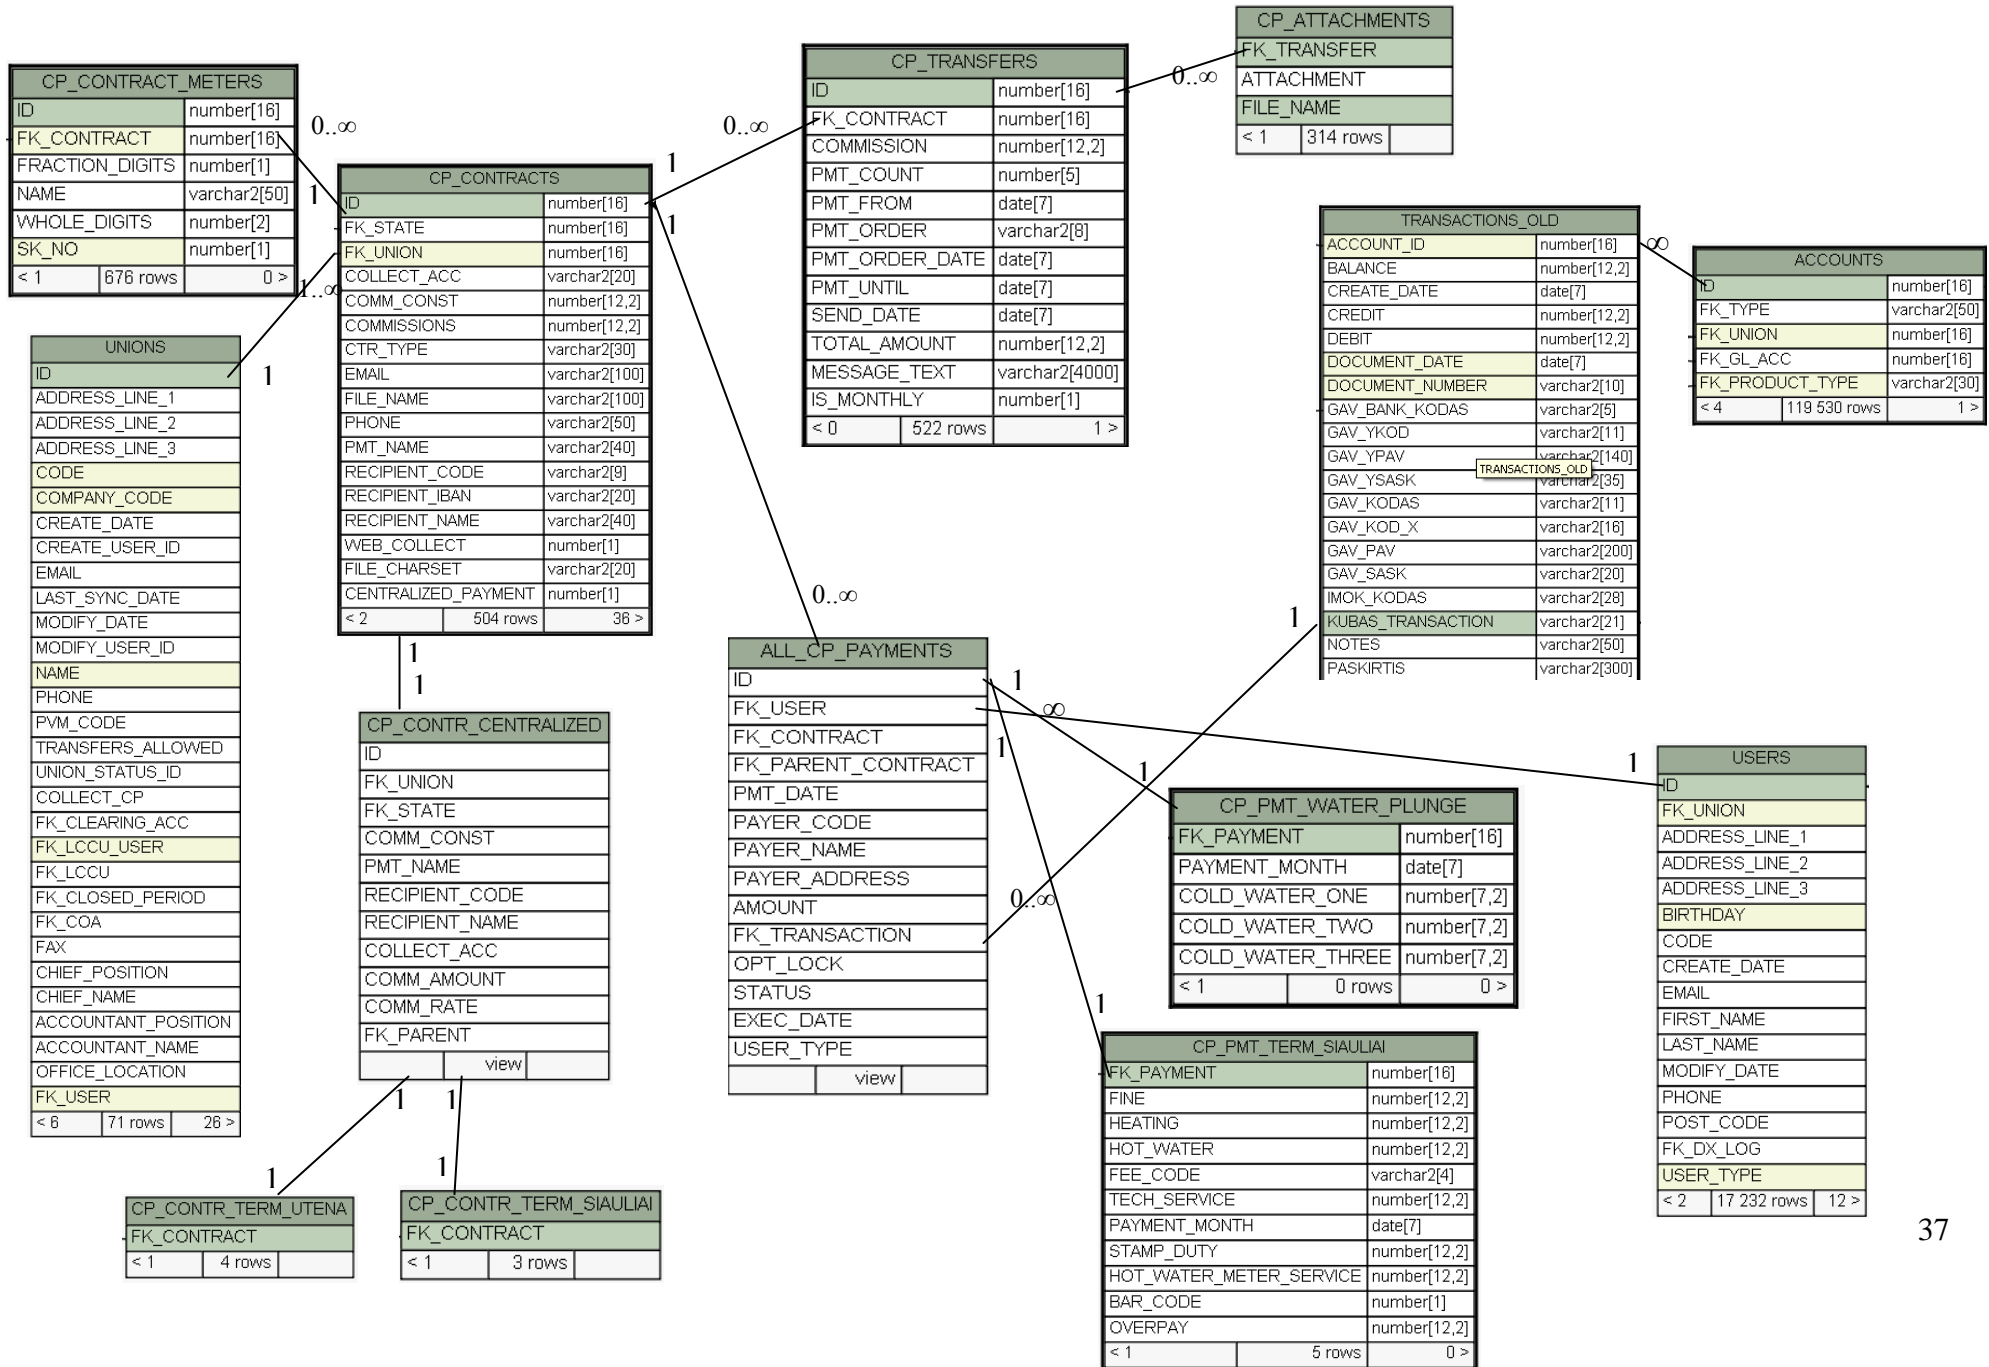 CP_CONTRACT_METERS
ID number[16]
FK_CONTRACT number[16]
FRACTION_DIGITS number[1]
NAME varchar2[50]
WHOLE_DIGITS number[2]
SK_NO number[1]
< 1 676 rows 0 >
0..∞
1
CP_CONTRACTS
ID number[16]
FK_STATE number[16]
FK_UNION number[16]
COLLECT_ACC varchar2[20]
COMM_CONST number[12,2]
COMMISSIONS number[12,2]
CTR_TYPE varchar2[30]
EMAIL varchar2[100]
FILE_NAME varchar2[100]
PHONE varchar2[50]
PMT_NAME varchar2[40]
RECIPIENT_CODE varchar2[9]
RECIPIENT_IBAN varchar2[20]
RECIPIENT_NAME varchar2[40]
WEB_COLLECT number[1]
FILE_CHARSET varchar2[20]
CENTRALIZED_PAYMENT number[1]
< 2 504 rows 36 >
1..∞
1
UNIONS
ID
ADDRESS_LINE_1
ADDRESS_LINE_2
ADDRESS_LINE_3
CODE
COMPANY_CODE
CREATE_DATE
CREATE_USER_ID
EMAIL
LAST_SYNC_DATE
MODIFY_DATE
MODIFY_USER_ID
NAME
PHONE
PVM_CODE
TRANSFERS_ALLOWED
UNION_STATUS_ID
COLLECT_CP
FK_CLEARING_ACC
FK_LCCU_USER
FK_LCCU
FK_CLOSED_PERIOD
FK_COA
FAX
CHIEF_POSITION
CHIEF_NAME
ACCOUNTANT_POSITION
ACCOUNTANT_NAME
OFFICE_LOCATION
FK_USER
< 6 71 rows 26 >
1
1
CP_CONTR_CENTRALIZED
ID
FK_UNION
FK_STATE
COMM_CONST
PMT_NAME
RECIPIENT_CODE
RECIPIENT_NAME
COLLECT_ACC
COMM_AMOUNT
COMM_RATE
FK_PARENT
view
1
1
1
1
CP_CONTR_TERM_UTENA
FK_CONTRACT
< 1 4 rows
CP_CONTR_TERM_SIAULIAI
FK_CONTRACT
< 1 3 rows
0..∞
1
1
CP_TRANSFERS
ID number[16]
FK_CONTRACT number[16]
COMMISSION number[12,2]
PMT_COUNT number[5]
PMT_FROM date[7]
PMT_ORDER varchar2[8]
PMT_ORDER_DATE date[7]
PMT_UNTIL date[7]
SEND_DATE date[7]
TOTAL_AMOUNT number[12,2]
MESSAGE_TEXT varchar2[4000]
IS_MONTHLY number[1]
< 0 522 rows 1 >
0..∞
CP_ATTACHMENTS
FK_TRANSFER
ATTACHMENT
FILE_NAME
< 1 314 rows
0..∞
ALL_CP_PAYMENTS
ID
FK_USER
FK_CONTRACT
FK_PARENT_CONTRACT
PMT_DATE
PAYER_CODE
PAYER_NAME
PAYER_ADDRESS
AMOUNT
FK_TRANSACTION
OPT_LOCK
STATUS
EXEC_DATE
USER_TYPE
view
1
∞
1
1
0..∞
1
1
1
TRANSACTIONS_OLD
ACCOUNT_ID number[16]
BALANCE number[12,2]
CREATE_DATE date[7]
CREDIT number[12,2]
DEBIT number[12,2]
DOCUMENT_DATE date[7]
DOCUMENT_NUMBER varchar2[10]
GAV_BANK_KODAS varchar2[5]
GAV_YKOD varchar2[11]
GAV_YPAV varchar2[140]
TRANSACTIONS_OLD
GAV_YSASK varchar2[35]
GAV_KODAS varchar2[11]
GAV_KOD_X varchar2[16]
GAV_PAV varchar2[200]
GAV_SASK varchar2[20]
IMOK_KODAS varchar2[28]
KUBAS_TRANSACTION varchar2[21]
NOTES varchar2[50]
PASKIRTIS varchar2[300]
∞
ACCOUNTS
ID number[16]
FK_TYPE varchar2[50]
FK_UNION number[16]
FK_GL_ACC number[16]
FK_PRODUCT_TYPE varchar2[30]
< 4 119 530 rows 1 >
CP_PMT_WATER_PLUNGE
FK_PAYMENT number[16]
PAYMENT_MONTH date[7]
COLD_WATER_ONE number[7,2]
COLD_WATER_TWO number[7,2]
COLD_WATER_THREE number[7,2]
< 1 0 rows 0 >
CP_PMT_TERM_SIAULIAI
FK_PAYMENT number[16]
FINE number[12,2]
HEATING number[12,2]
HOT_WATER number[12,2]
FEE_CODE varchar2[4]
TECH_SERVICE number[12,2]
PAYMENT_MONTH date[7]
STAMP_DUTY number[12,2]
HOT_WATER_METER_SERVICE number[12,2]
BAR_CODE number[1]
OVERPAY number[12,2]
< 1 5 rows 0 >
USERS
ID
FK_UNION
ADDRESS_LINE_1
ADDRESS_LINE_2
ADDRESS_LINE_3
BIRTHDAY
CODE
CREATE_DATE
EMAIL
FIRST_NAME
LAST_NAME
MODIFY_DATE
PHONE
POST_CODE
FK_DX_LOG
USER_TYPE
< 2 17 232 rows 12 >
37